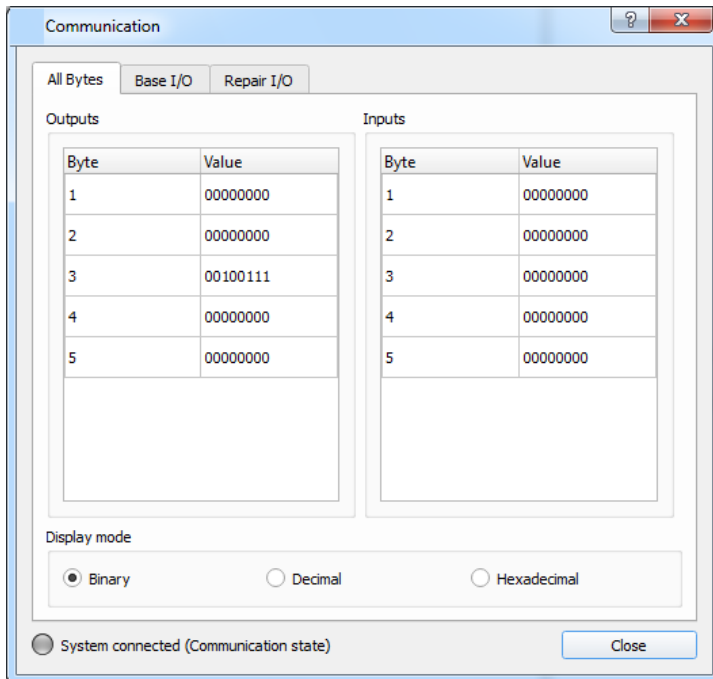 Communication
?
All Bytes Base I/O Repair I/O
Outputs Inputs
Byte Value Byte Value
1 00000000 1 00000000
2 00000000 2 00000000
3 00100111 3 00000000
4 00000000 4 00000000
5 00000000 5 00000000
Display mode
Binary Decimal Hexadecimal
System connected (Communication state) Close